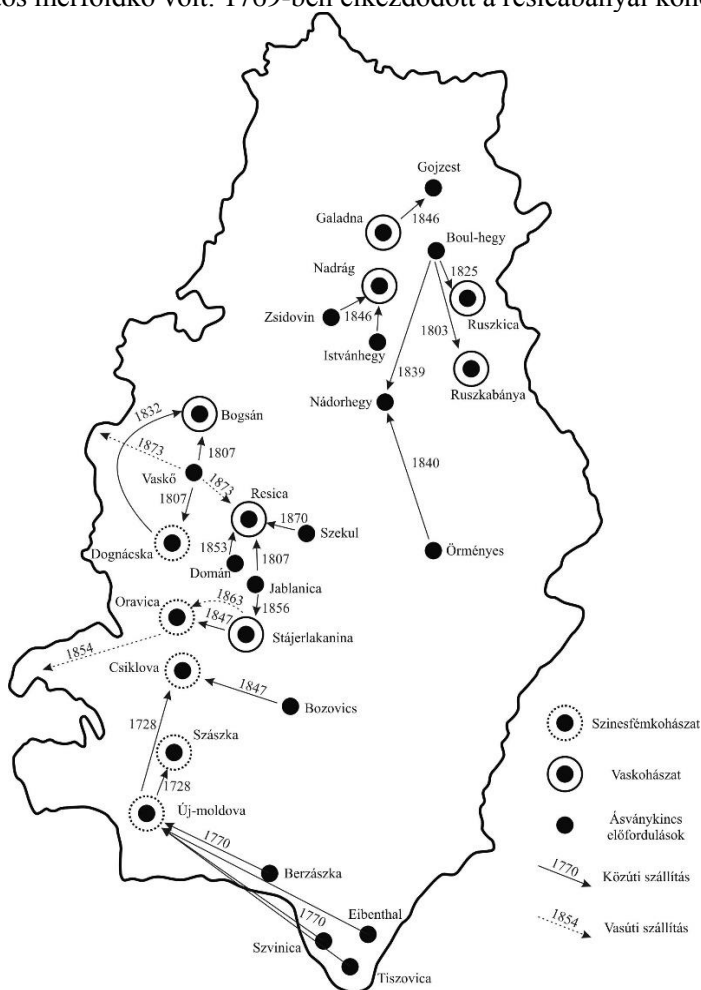 tos mérföldkő volt. 1769-ben elkezdődött a resicabányai koh
Gojzest
Galadna
1846
Boul-hegy
Nadrág
1825
Zsidovin
1846
Ruszkica
1803
Istvánhegy
1839
Ruszkabánya
Nádorhegy
1832
Bogsán
1873
1807
1840
Vaskő
1873
1807
Resica
1870
Szekul
Dognácska
1853
1807
Örményes
Domán
Jablanica
Oravica
1863
1856
1847
Stájerlakanina
1854
Csiklova
1847
Bozovics
1728
Szászka
Színesfémkohászat
1728
Vaskohászat
Új-moldova
Ásványkincs
előfordulások
1770
Berzászka
1770
Közúti szállítás
Eibenthal
1770
1854
Vasúti szállítás
Szvinica
Tiszovica